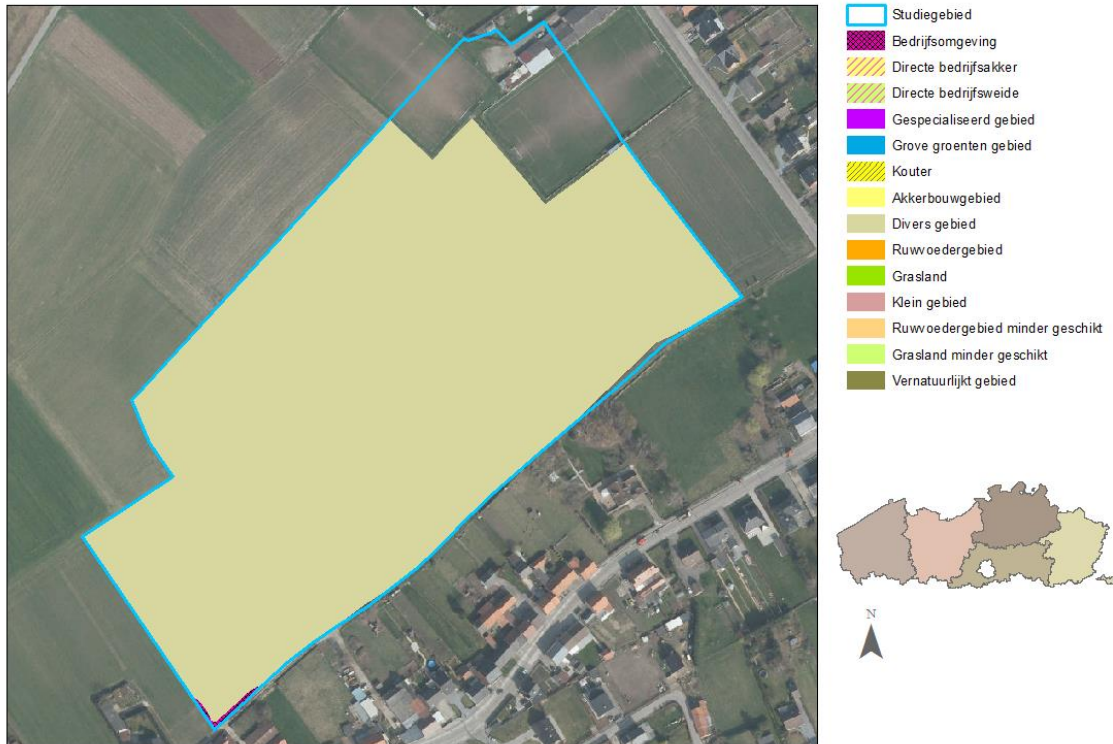 Studiegebied
Bedrijfsomgeving
Directe bedrijfsakker
Directe bedrijfsweide
Gespecialiseerd gebied
Grove groenten gebied
Kouter
Akkerbouwgebied
Divers gebied
Ruwvoedergebied
Grasland
Klein gebied
Ruwvoedergebied minder geschikt
Grasland minder geschikt
Vernatuurlijkt gebied
N